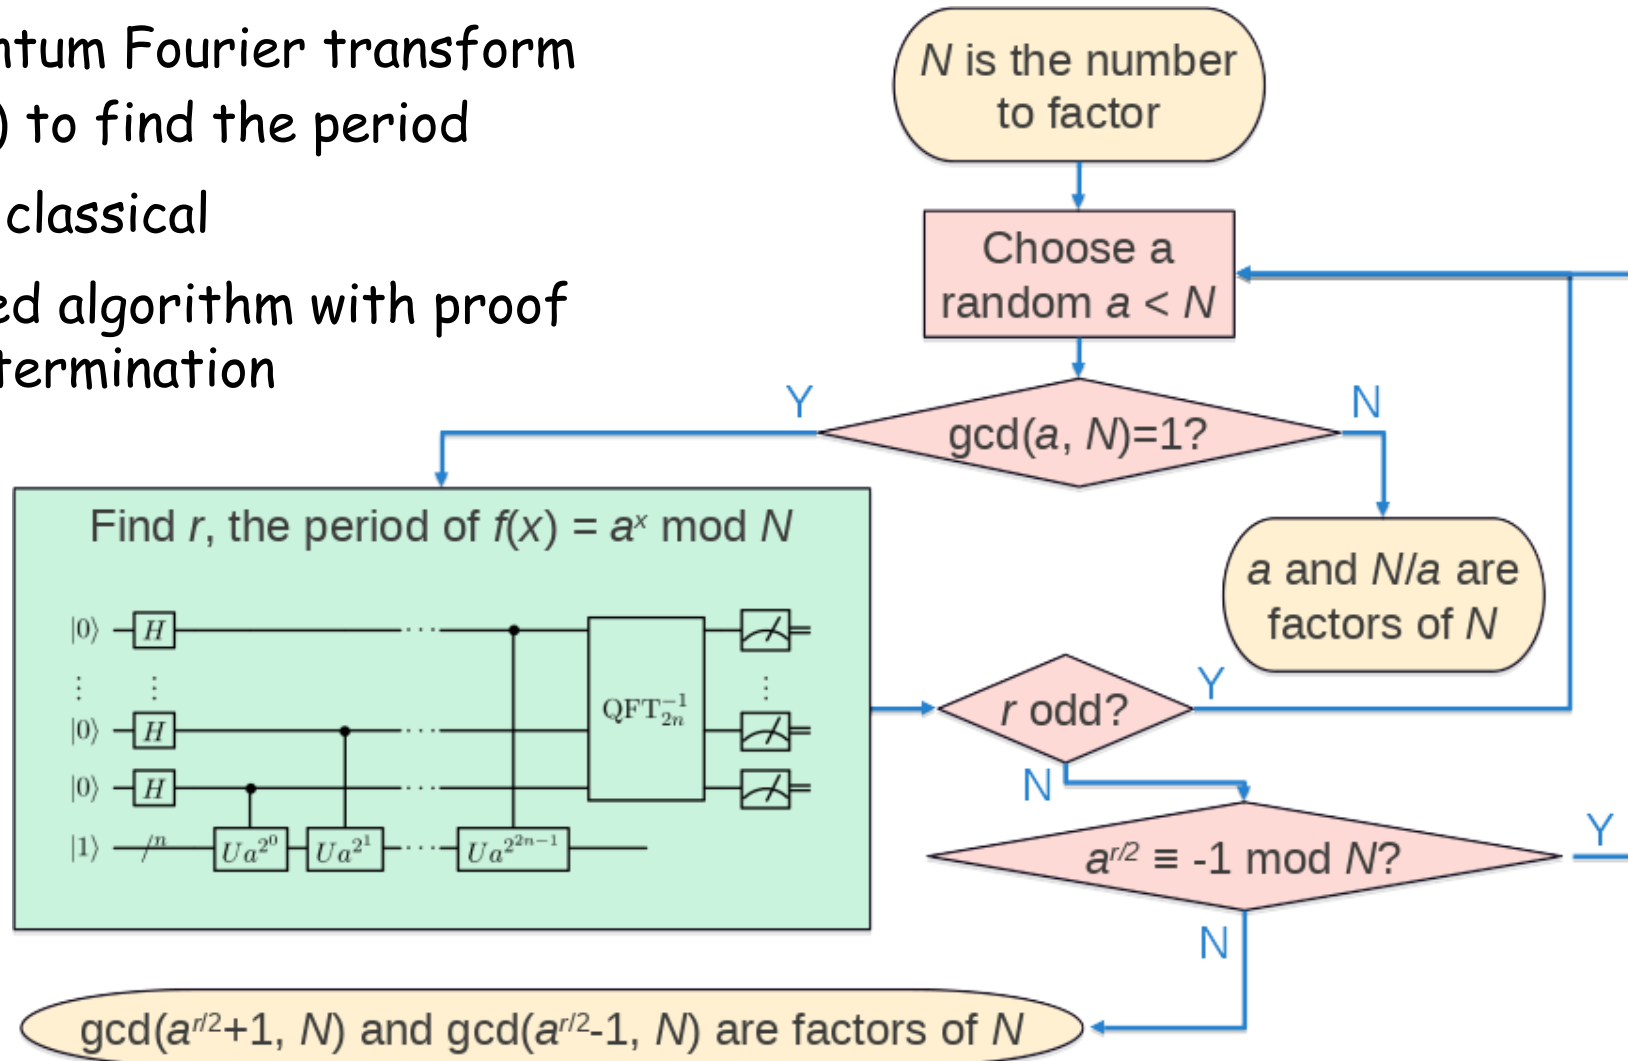 ntum Fourier transform
) to find the period
classical
ed algorithm with proof
termination
N is the number
to factor
Choose a
random a < N
gcd(a, N)=1?
Y
N
Find r, the period of f(x) = aˣ mod N
|0⟩ H
⋮ ⋮ ⋮
|0⟩ H
|0⟩ H
|1⟩ /n Ua^{2^0} Ua^{2^1} ··· Ua^{2^{2n−1}}
QFT_{2n}^{−1}
a and N/a are
factors of N
r odd?
Y
N
a^{r/2} ≡ -1 mod N?
Y
N
gcd(a^{r/2}+1, N) and gcd(a^{r/2}-1, N) are factors of N